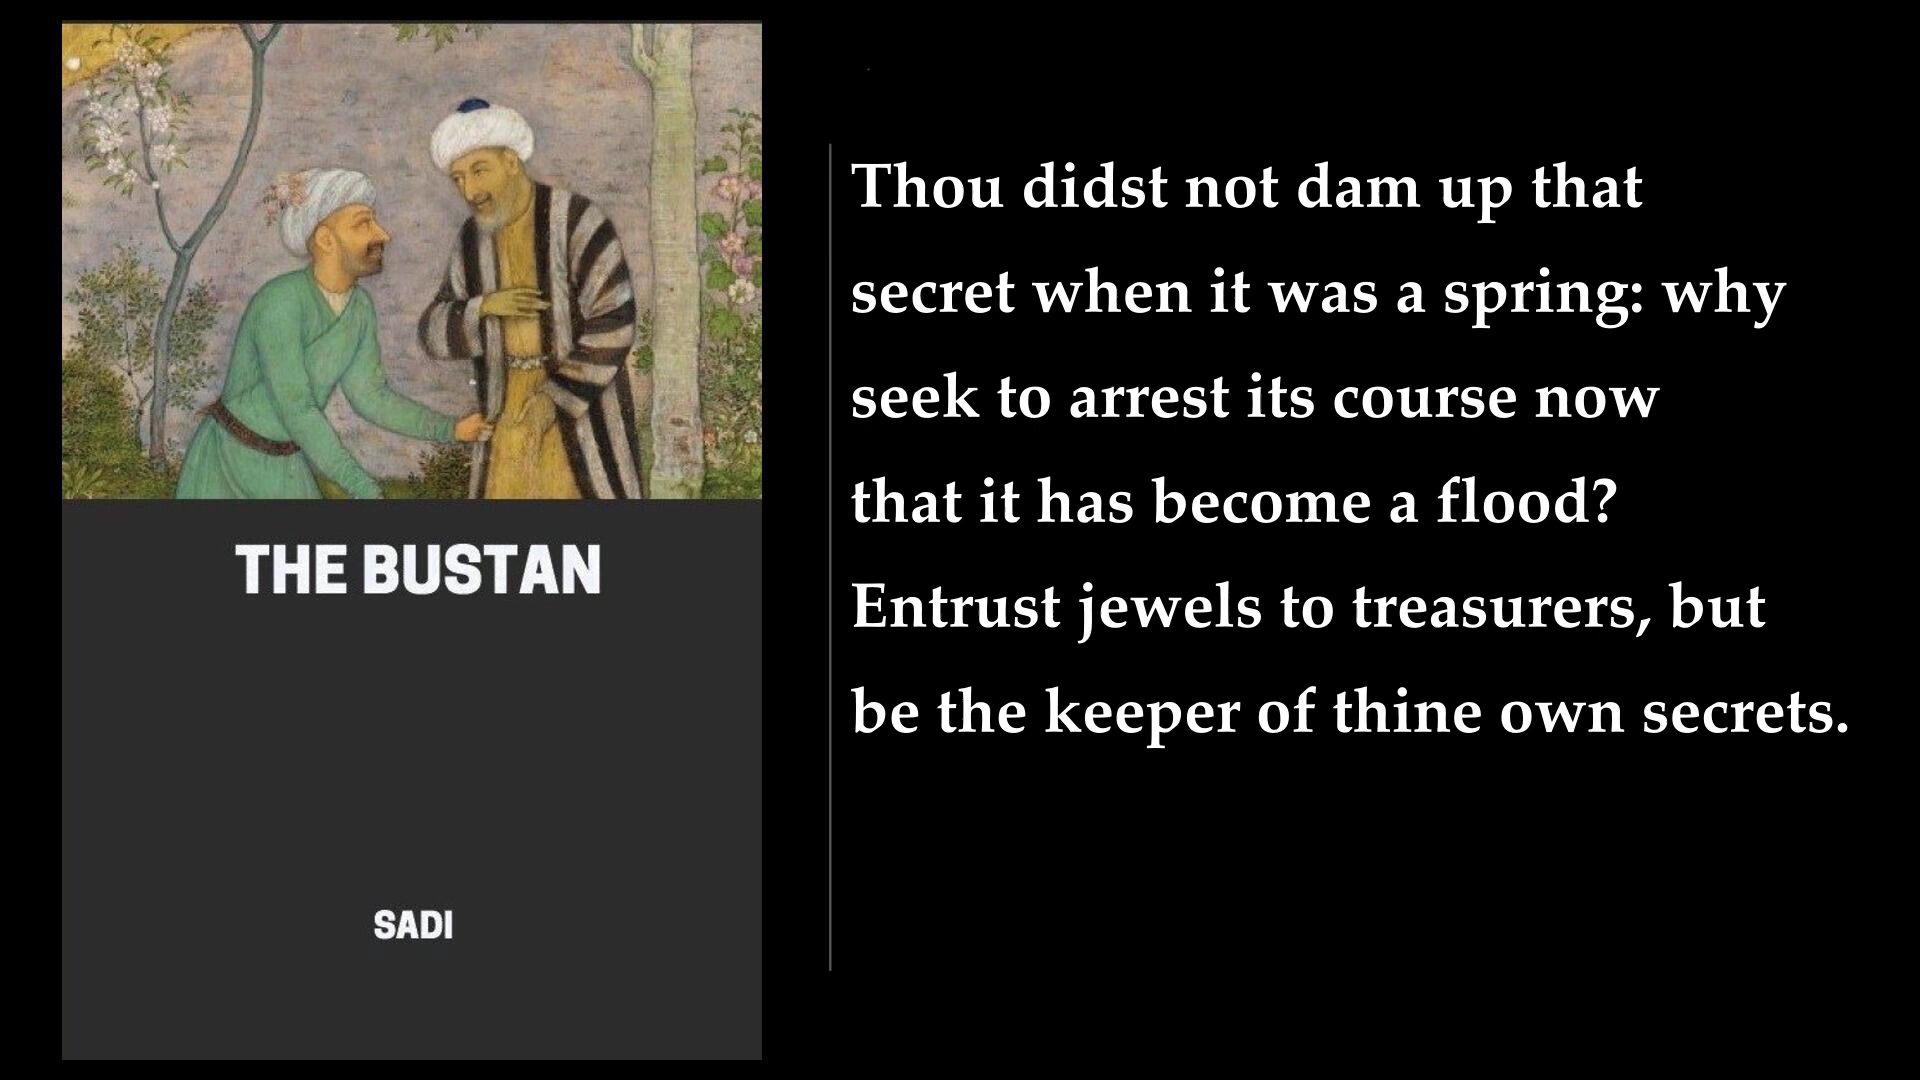 THE BUSTAN
SADI
Thou didst not dam up that
secret when it was a spring: why
seek to arrest its course now
that it has become a flood?
Entrust jewels to treasurers, but
be the keeper of thine own secrets.